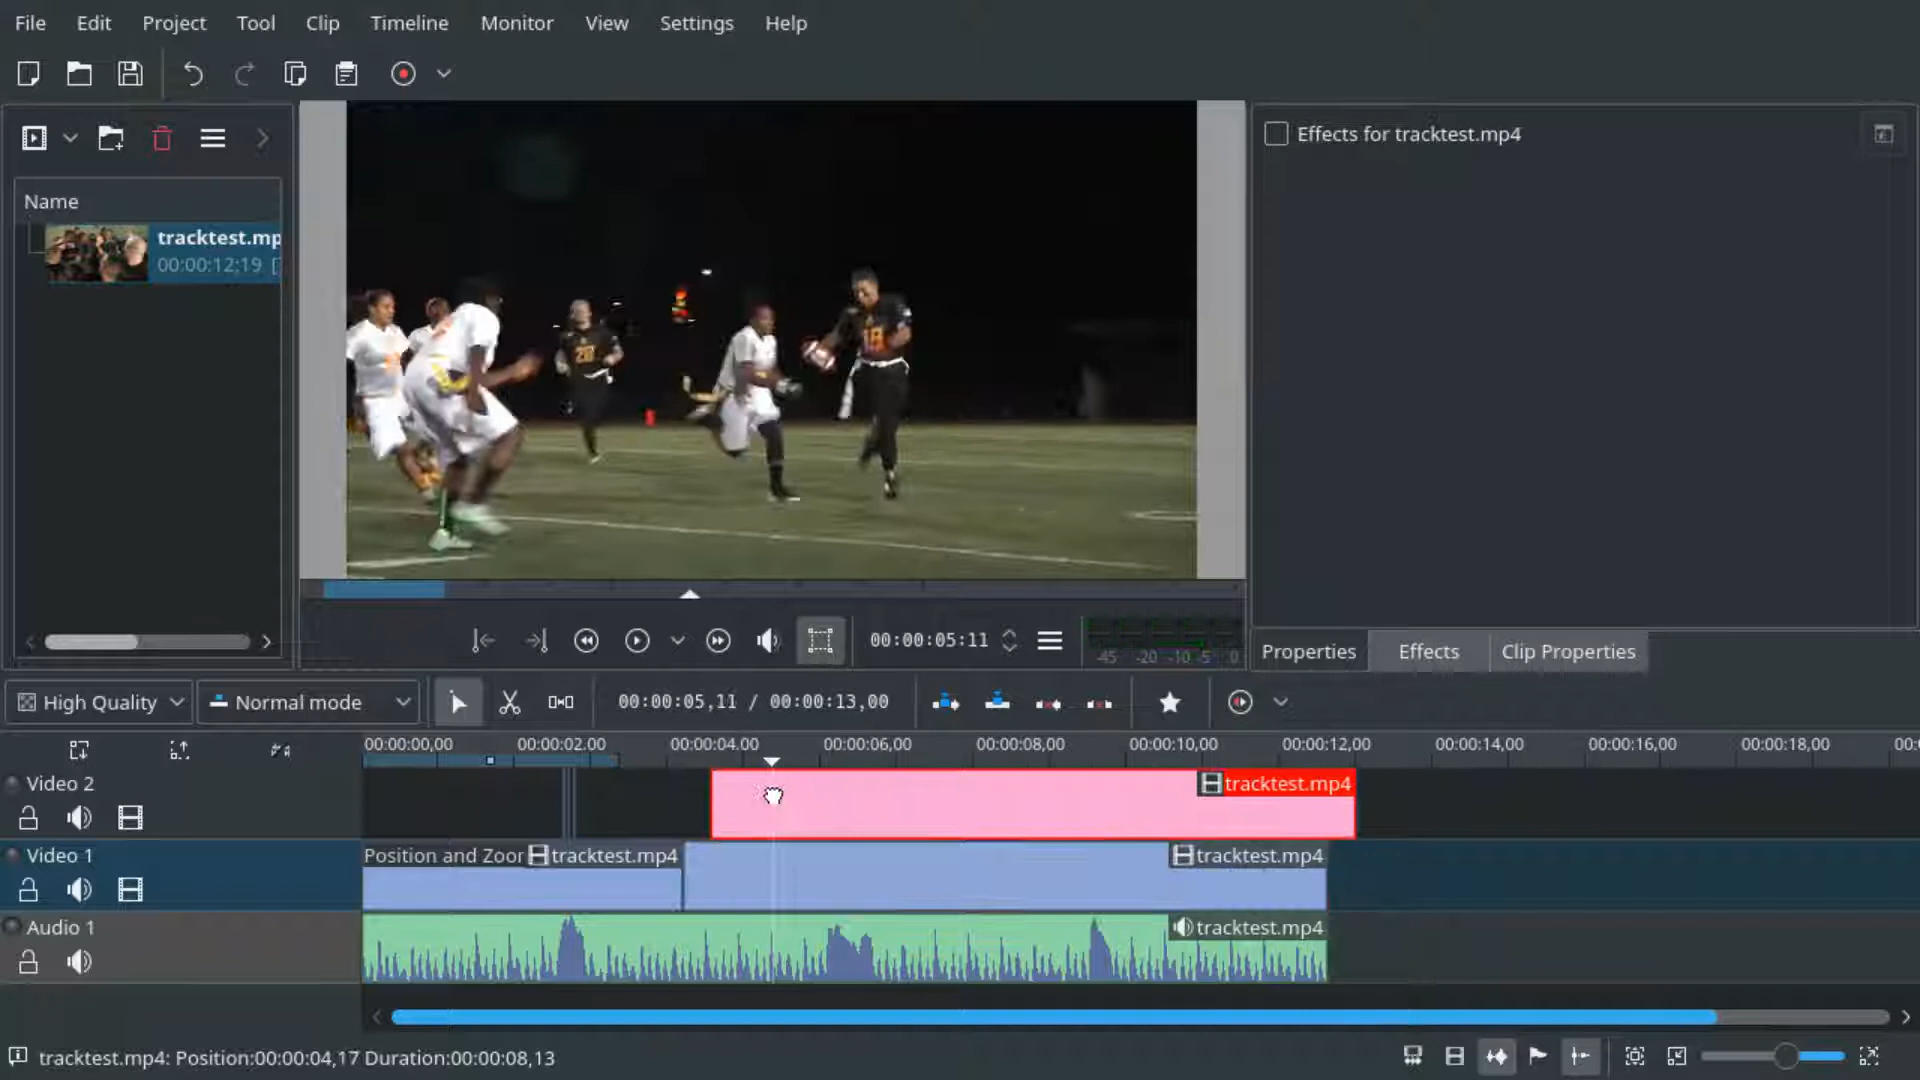 File Edit Project Tool Clip Timeline Monitor View Settings Help
Effects for tracktest.mp4
Name
tracktest.mp
00:00:12;19 [
20
19
00:00:05:11
-45 -20 -10 -5 0
Properties Effects Clip Properties
High Quality Normal mode 00:00:05,11 / 00:00:13,00
00:00:00,00 00:00:02,00 00:00:04,00 00:00:06,00 00:00:08,00 00:00:10,00 00:00:12,00 00:00:14,00 00:00:16,00 00:00:18,00 00:0
Video 2
tracktest.mp4
Video 1
Position and Zoor tracktest.mp4 tracktest.mp4
Audio 1
tracktest.mp4
tracktest.mp4: Position:00:00:04,17 Duration:00:00:08,13